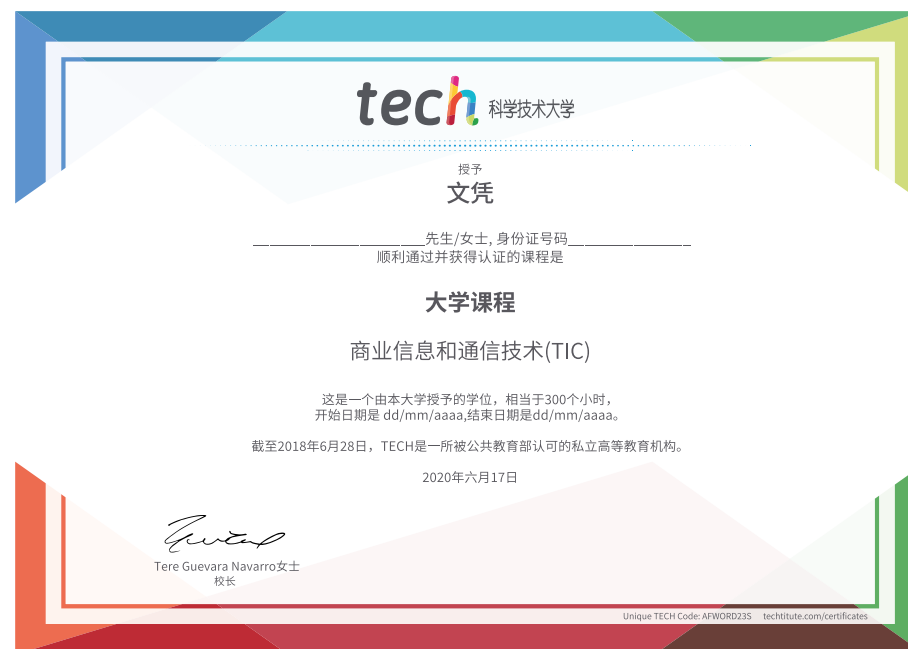 tech 科学技术大学
授予
文凭
先生/女士, 身份证号码
顺利通过并获得认证的课程是
大学课程
商业信息和通信技术(TIC)
这是一个由本大学授予的学位，相当于300个小时，
开始日期是 dd/mm/aaaa,结束日期是dd/mm/aaaa。
截至2018年6月28日，TECH是一所被公共教育部认可的私立高等教育机构。
2020年六月17日
Tere Guevara Navarro女士
校长
Unique TECH Code: AFWORD23S techtitute.com/certificates